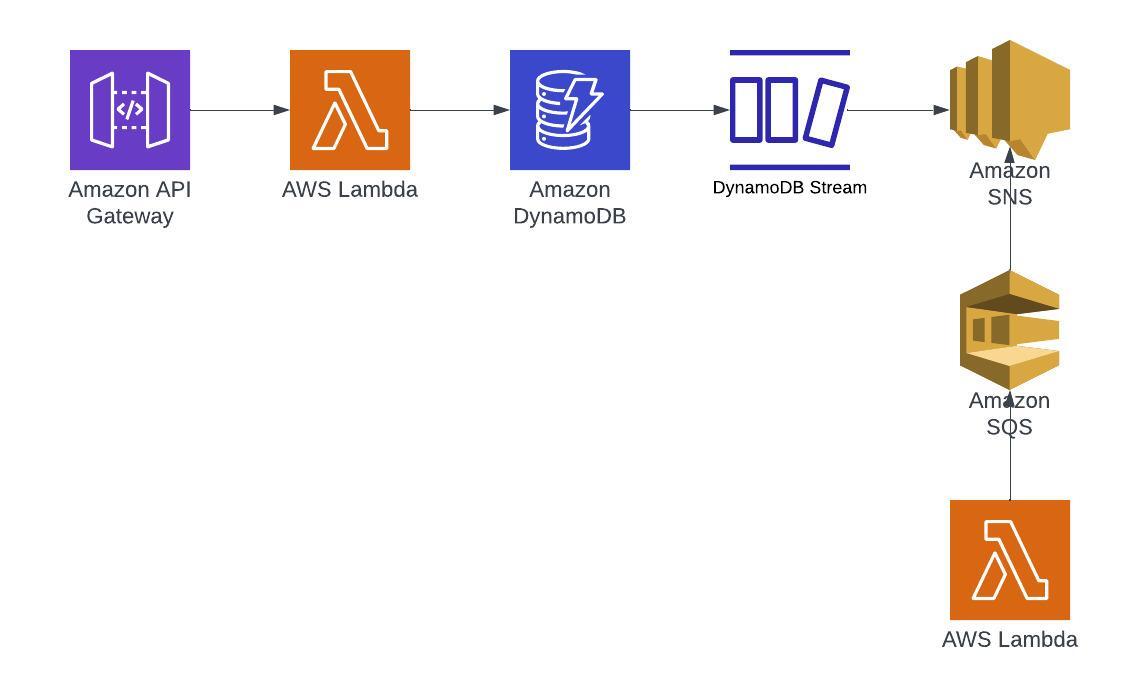 Amazon API
Gateway
AWS Lambda
Amazon
DynamoDB
DynamoDB Stream
Amazon
SNS
Amazon
SQS
AWS Lambda